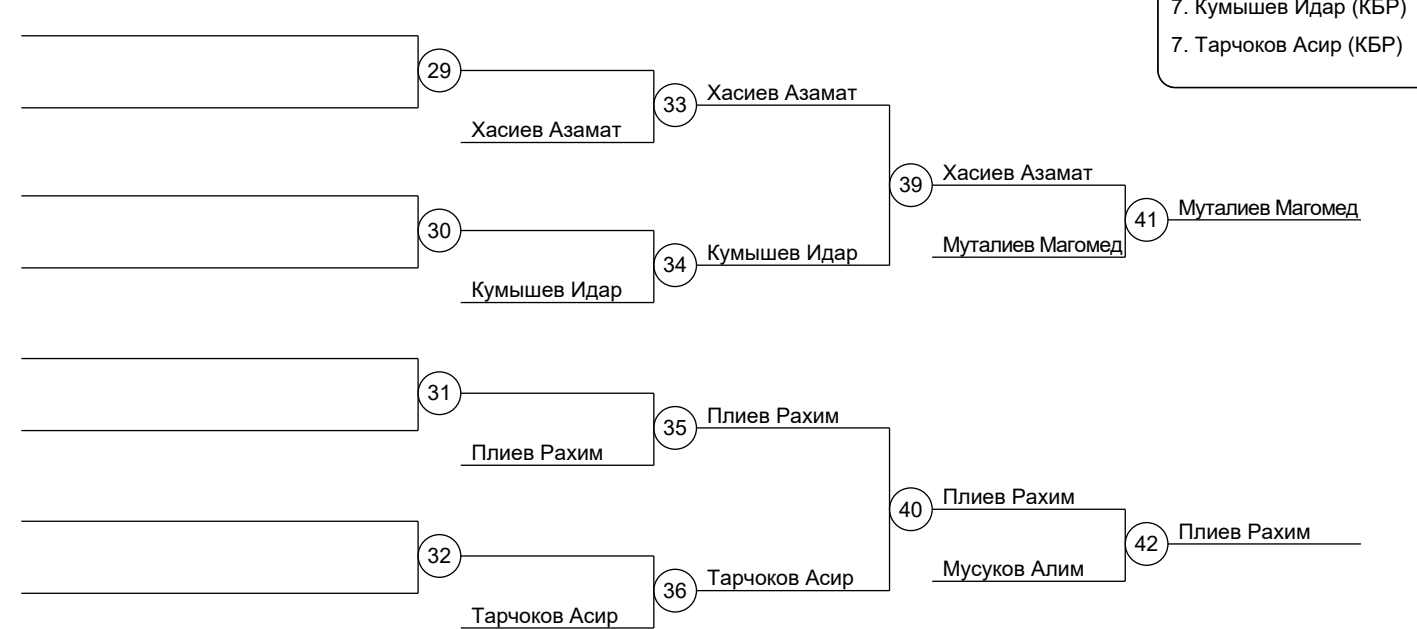 7. Кумышев Идар (КБР)
7. Тарчоков Асир (КБР)
29
33
Хасиев Азамат
Хасиев Азамат
39
Хасиев Азамат
41
Муталиев Магомед
30
34
Кумышев Идар
Муталиев Магомед
Кумышев Идар
31
35
Плиев Рахим
Плиев Рахим
40
Плиев Рахим
42
Плиев Рахим
32
36
Тарчоков Асир
Мусуков Алим
Тарчоков Асир